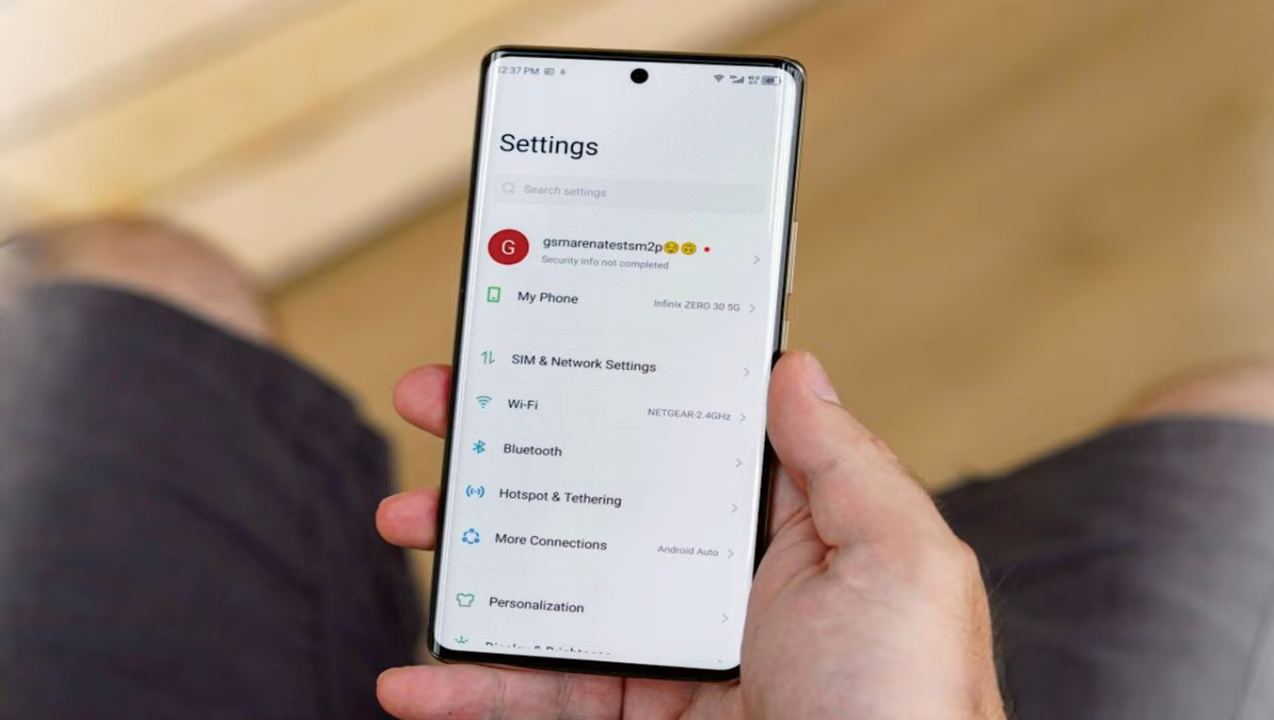 12:37 PM
Settings
Search settings
G
gsmarenatestsm2p😔🙃
Security info not completed
My Phone
Infinix ZERO 30 5G
SIM & Network Settings
Wi-Fi
NETGEAR-2.4GHz
Bluetooth
Hotspot & Tethering
More Connections
Android Auto
Personalization
Display & Brightness